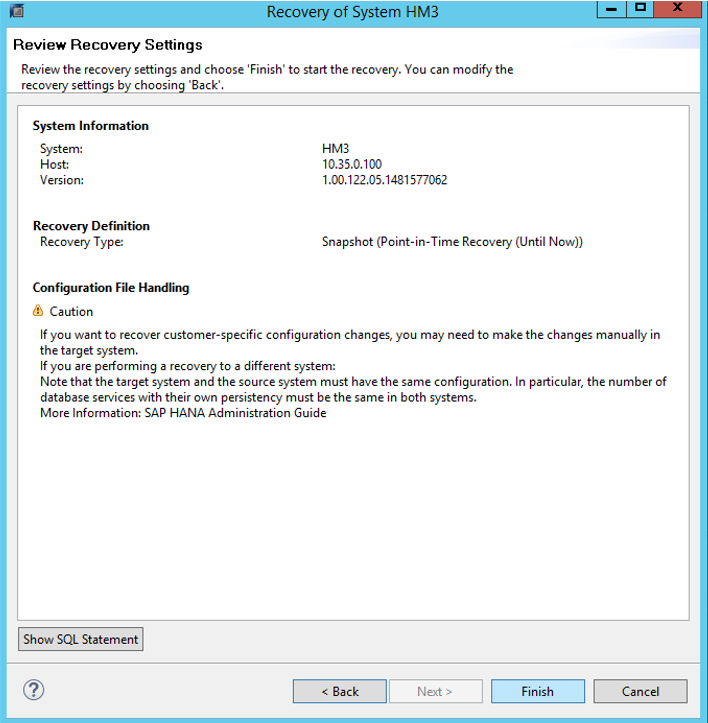 Recovery of System HM3
Review Recovery Settings
Review the recovery settings and choose 'Finish' to start the recovery. You can modify the
recovery settings by choosing 'Back'.
System Information
System: HM3
Host: 10.35.0.100
Version: 1.00.122.05.1481577062
Recovery Definition
Recovery Type: Snapshot (Point-in-Time Recovery (Until Now))
Configuration File Handling
Caution
If you want to recover customer-specific configuration changes, you may need to make the changes manually in
the target system.
If you are performing a recovery to a different system:
Note that the target system and the source system must have the same configuration. In particular, the number of
database services with their own persistency must be the same in both systems.
More Information: SAP HANA Administration Guide
Show SQL Statement
? < Back Next > Finish Cancel